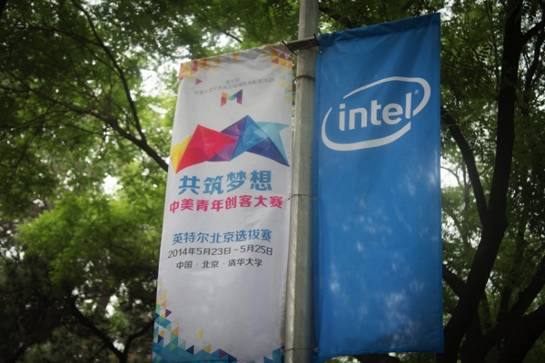 共筑梦想
中美青年创客大赛
英特尔北京选拔赛
2014年5月23日-5月25日
中国·北京·清华大学
intel